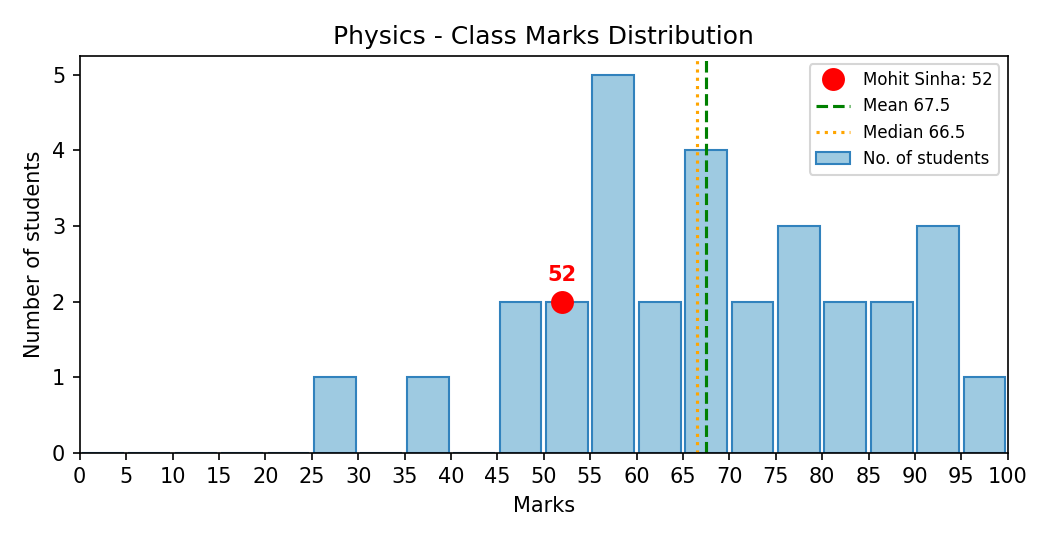 Physics - Class Marks Distribution
Number of students
5
4
3
2
1
0
52
Mohit Sinha: 52
Mean 67.5
Median 66.5
No. of students
0 5 10 15 20 25 30 35 40 45 50 55 60 65 70 75 80 85 90 95 100
Marks